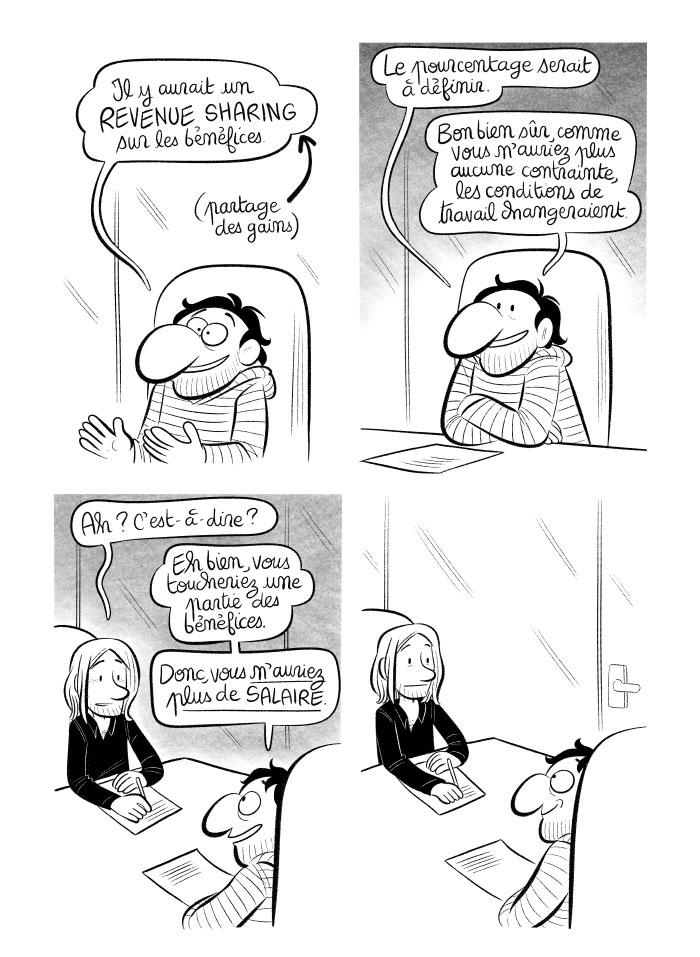 Il y aurait un
REVENUE SHARING
sur les bénéfices.
(partage
des gains)
Le pourcentage serait
à définir.
Bon bien sûr, comme
vous n'auriez plus
aucune contrainte,
les conditions de
travail changeraient.
Ah ? C'est-à-dire ?
Eh bien, vous
toucheriez une
partie des
bénéfices.
Donc vous n'auriez
plus de SALAIRE.